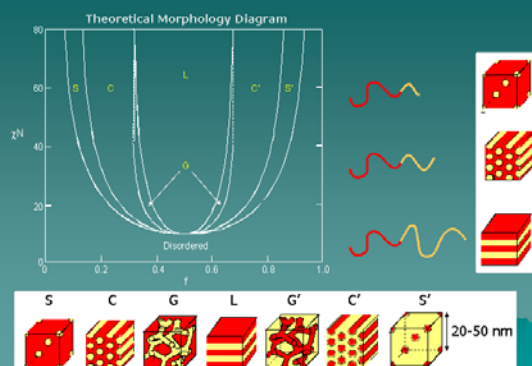 Theoretical Morphology Diagram
80
60
40
20
0
χN
S
C
L
C'
S'
G
Disordered
0 0.2 0.4 0.6 0.8 1.0
f
S C G L G' C' S'
20-50 nm